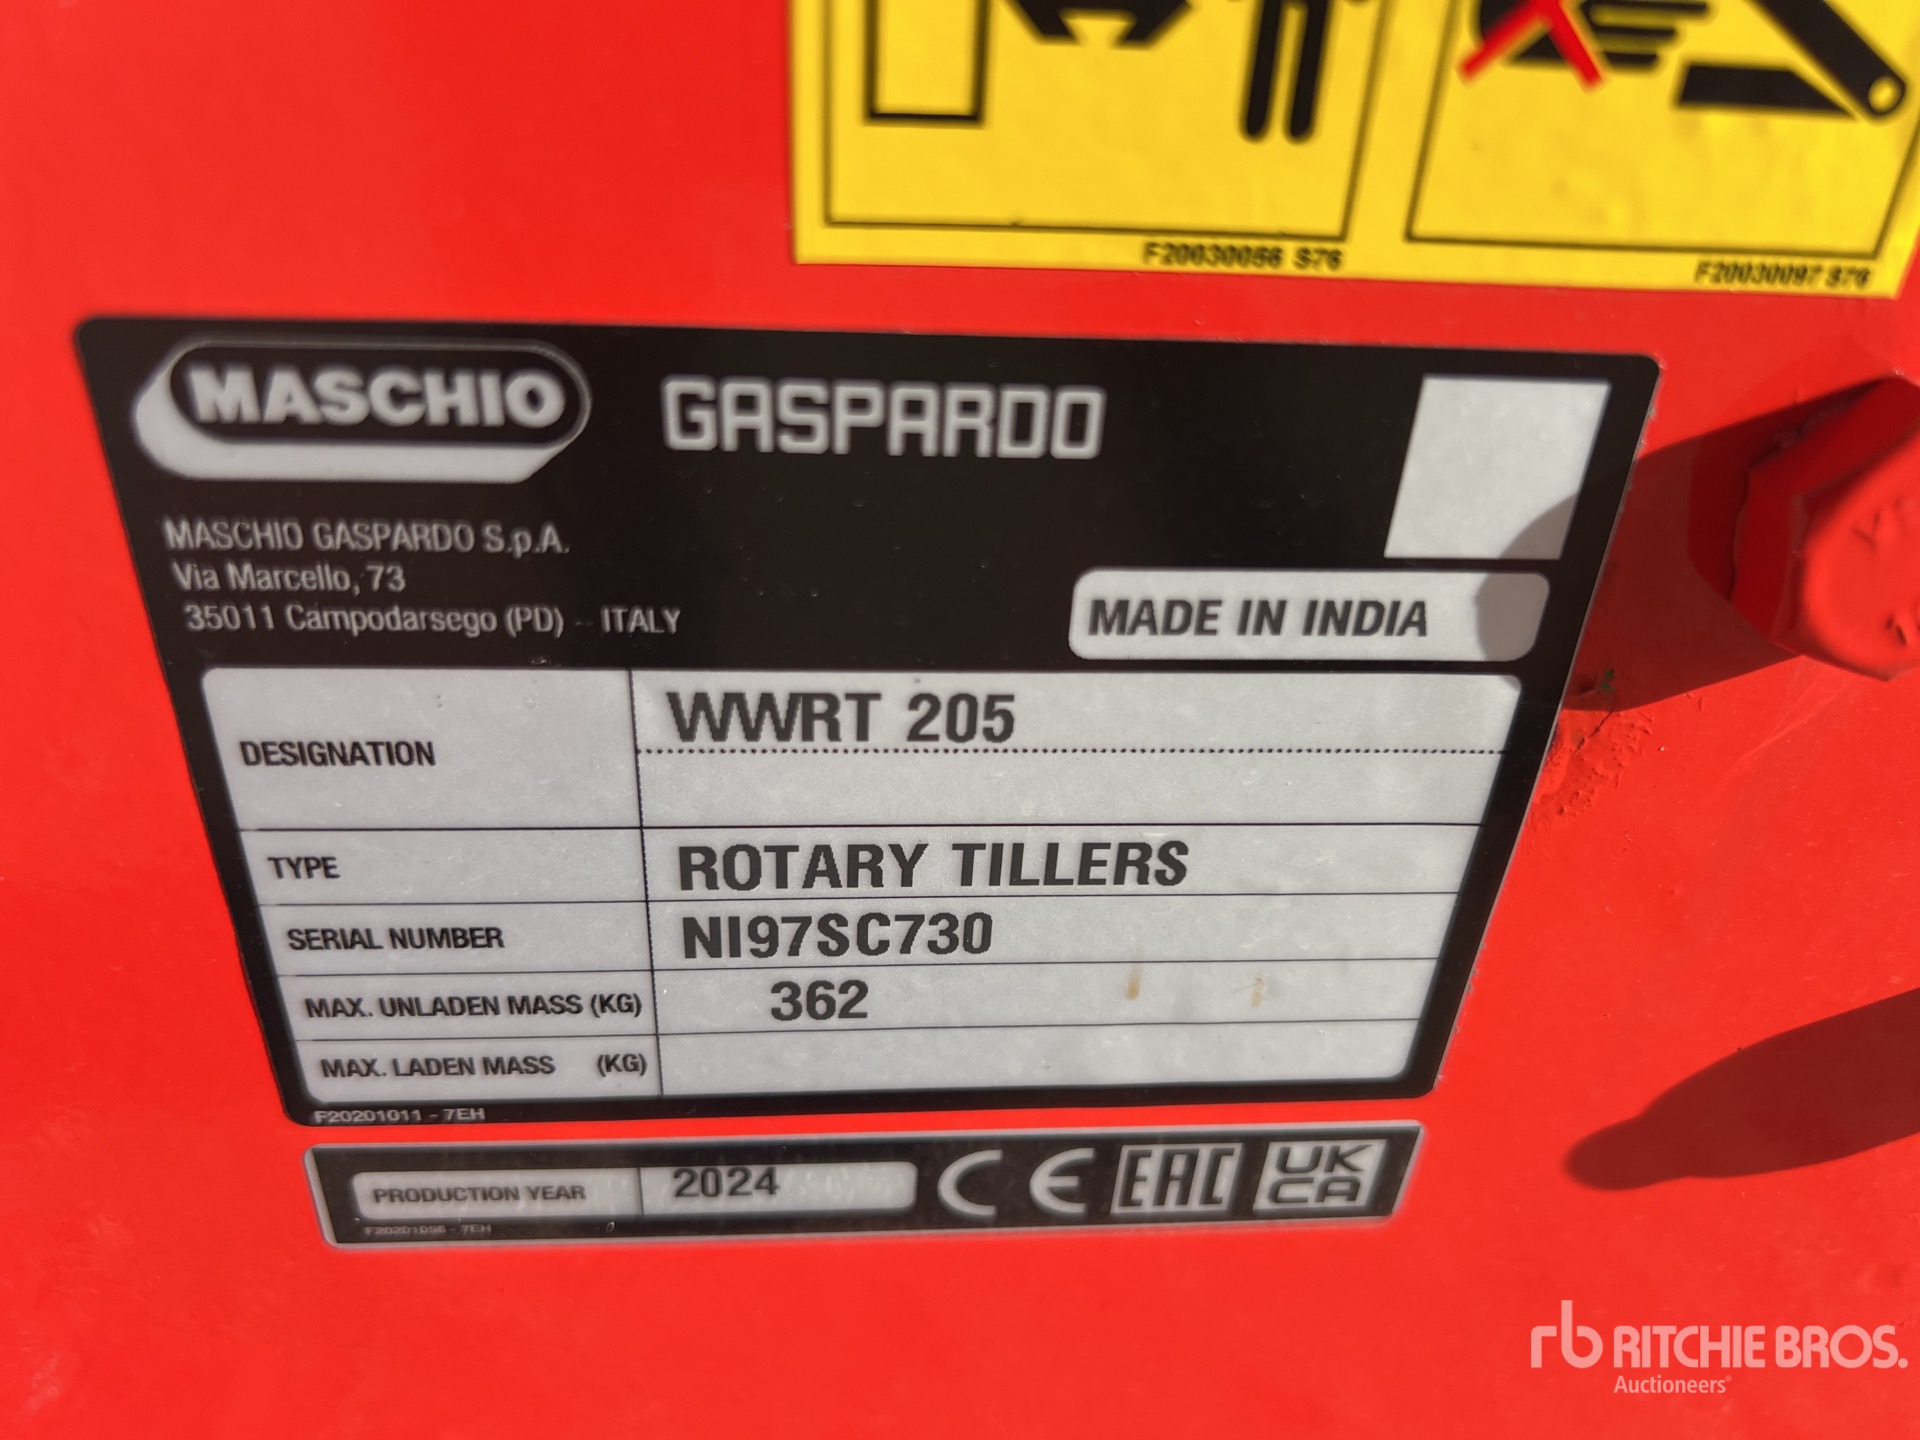 F20030056 S76
F20030097 S76
MASCHIO GASPARDO
MASCHIO GASPARDO S.p.A.
Via Marcello, 73
35011 Campodarsego (PD) - ITALY
MADE IN INDIA
DESIGNATION WWRT 205
TYPE ROTARY TILLERS
SERIAL NUMBER NI97SC730
MAX. UNLADEN MASS (KG) 362
MAX. LADEN MASS (KG)
F20201011 - 7EH
PRODUCTION YEAR 2024 CE EAC UK CA
F20201056 - 7EH
rb RITCHIE BROS.
Auctioneers